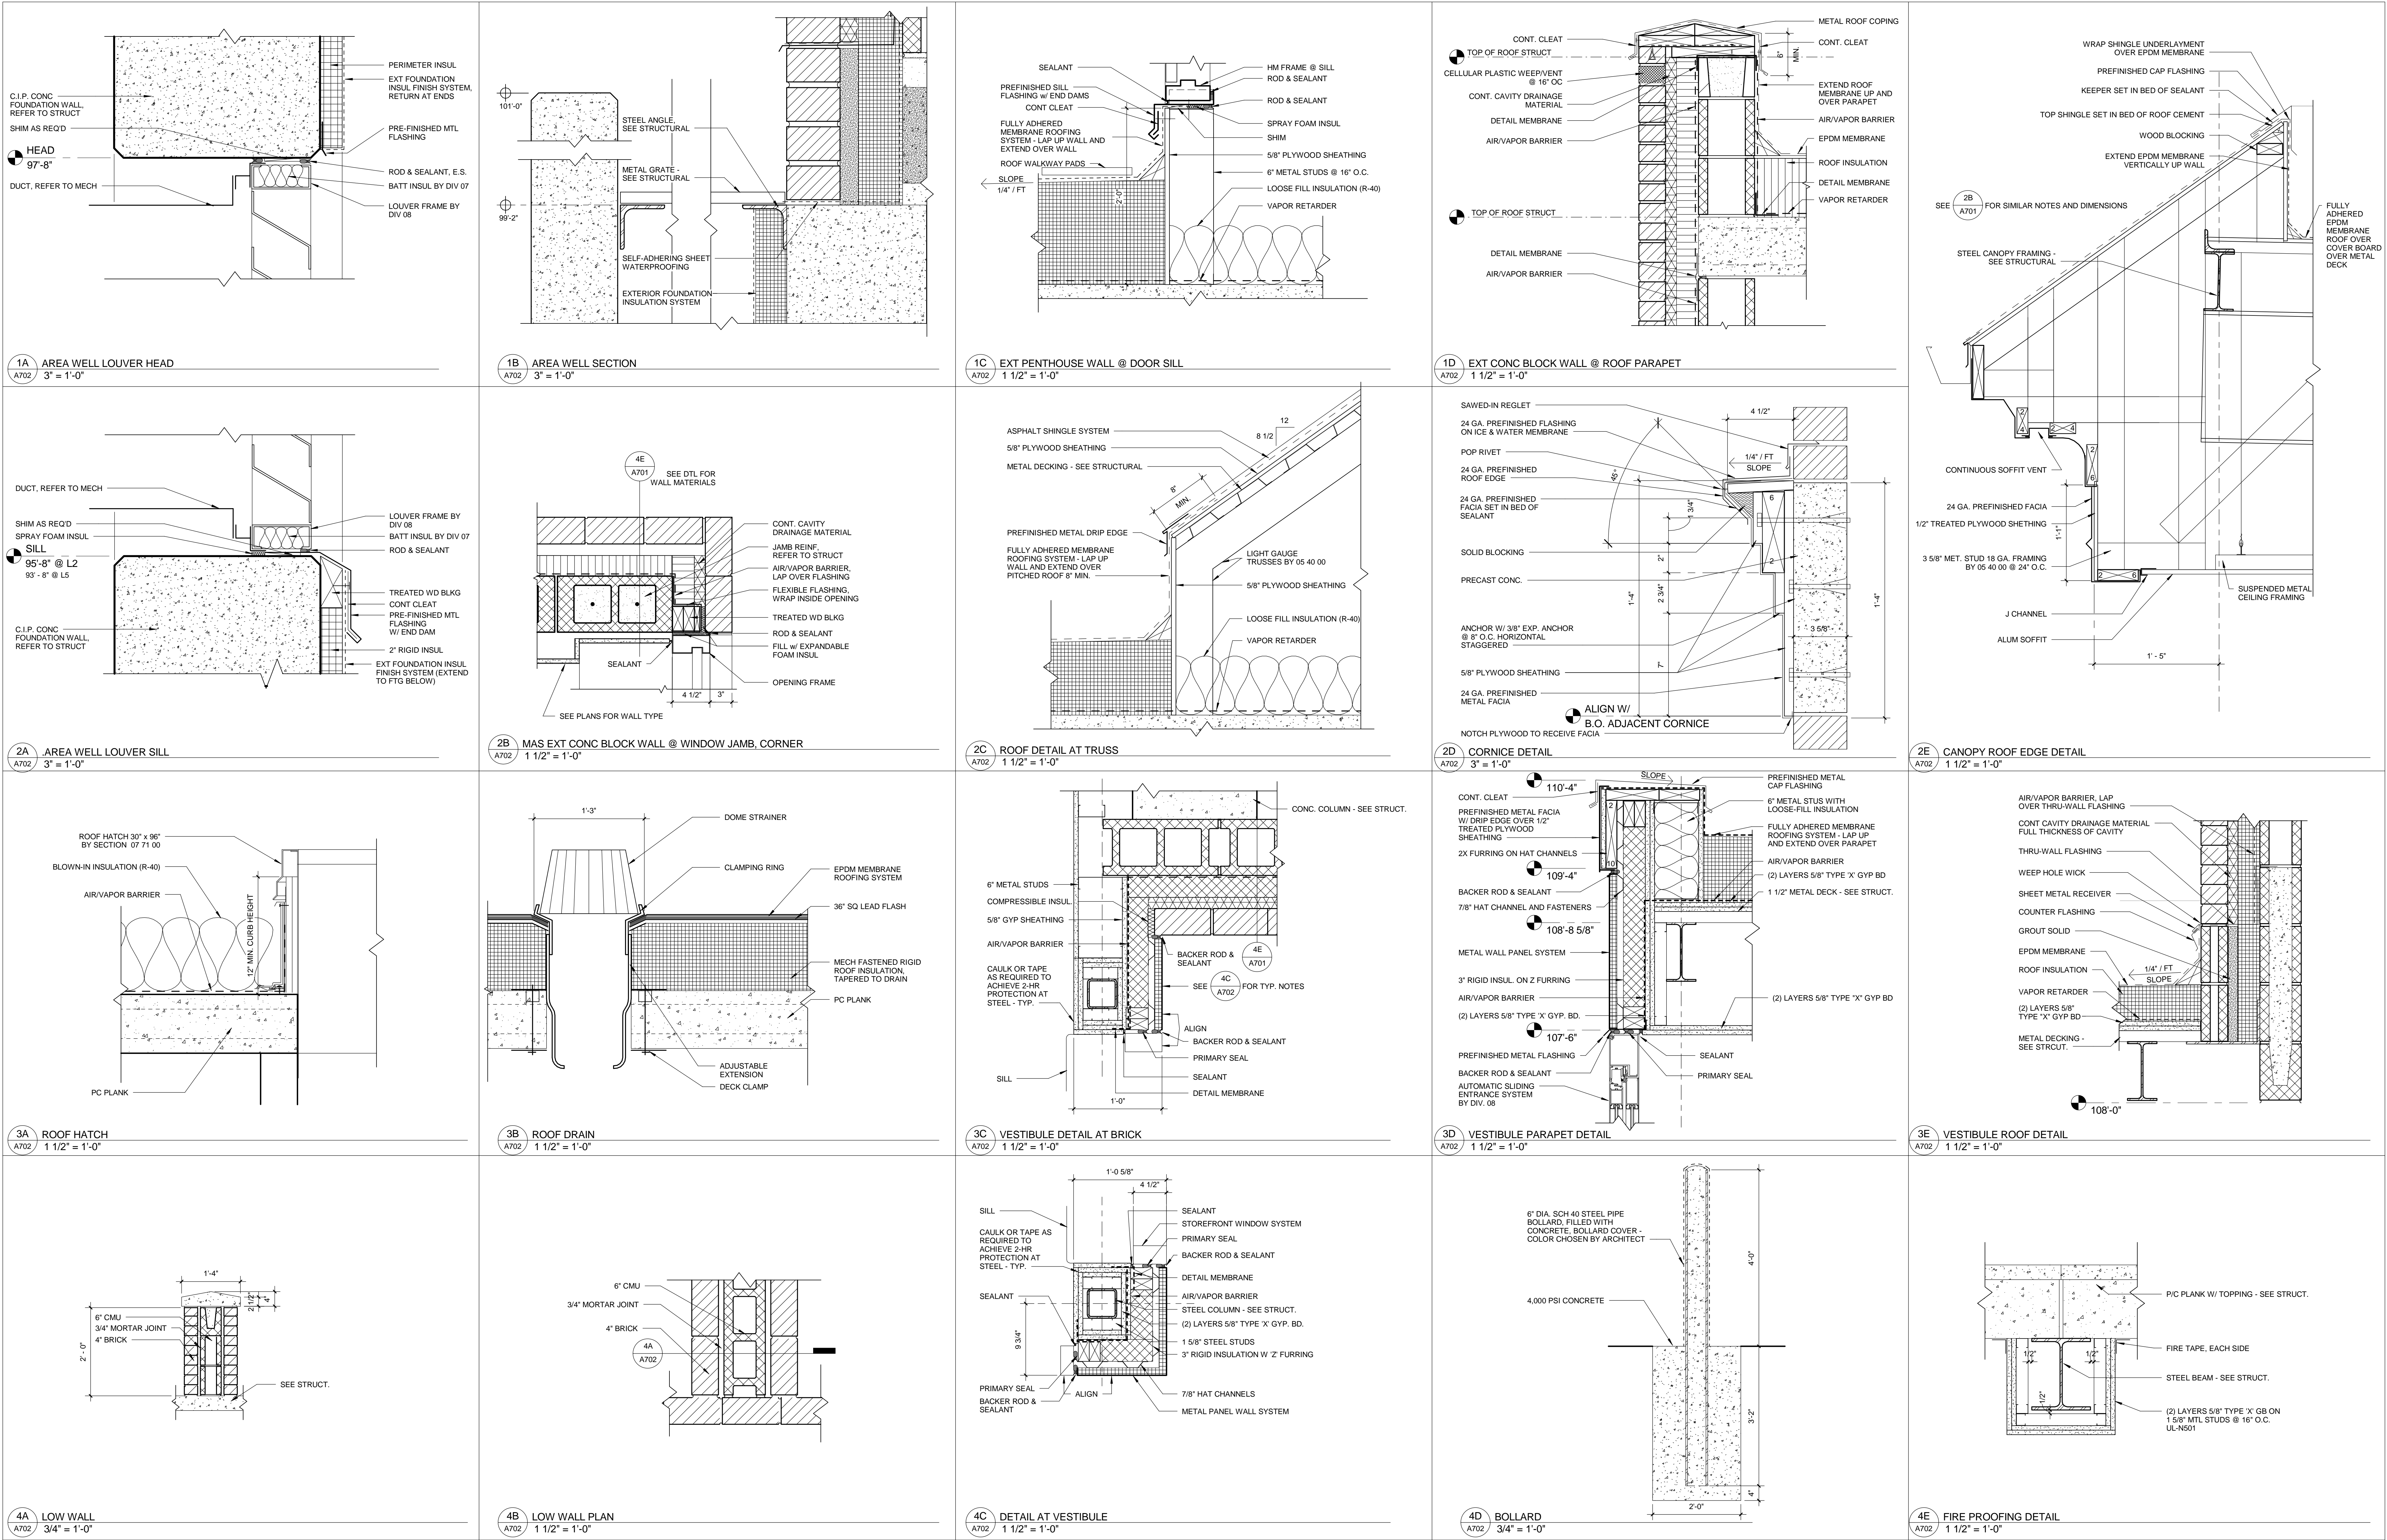 C.I.P. CONC
FOUNDATION WALL,
REFER TO STRUCT
SHIM AS REQ'D
HEAD
97'-8"
DUCT, REFER TO MECH
PERIMETER INSUL
EXT FOUNDATION
INSUL FINISH SYSTEM,
RETURN AT ENDS
PRE-FINISHED MTL
FLASHING
ROD & SEALANT, E.S.
BATT INSUL BY DIV 07
LOUVER FRAME BY
DIV 08
1A
A702
AREA WELL LOUVER HEAD
3" = 1'-0"
101'-0"
99'-2"
STEEL ANGLE,
SEE STRUCTURAL
METAL GRATE -
SEE STRUCTURAL
SELF-ADHERING SHEET
WATERPROOFING
EXTERIOR FOUNDATION
INSULATION SYSTEM
1B
A702
AREA WELL SECTION
3" = 1'-0"
SEALANT
PREFINISHED SILL
FLASHING w/ END DAMS
CONT CLEAT
FULLY ADHERED
MEMBRANE ROOFING
SYSTEM - LAP UP WALL AND
EXTEND OVER WALL
ROOF WALKWAY PADS
SLOPE
1/4" / FT
2'-0"
HM FRAME @ SILL
ROD & SEALANT
ROD & SEALANT
SPRAY FOAM INSUL
SHIM
5/8" PLYWOOD SHEATHING
6" METAL STUDS @ 16" O.C.
LOOSE FILL INSULATION (R-40)
VAPOR RETARDER
1C
A702
EXT PENTHOUSE WALL @ DOOR SILL
1 1/2" = 1'-0"
CONT. CLEAT
TOP OF ROOF STRUCT
CELLULAR PLASTIC WEEP/VENT
@ 16" OC
CONT. CAVITY DRAINAGE
MATERIAL
DETAIL MEMBRANE
AIR/VAPOR BARRIER
TOP OF ROOF STRUCT
DETAIL MEMBRANE
AIR/VAPOR BARRIER
METAL ROOF COPING
CONT. CLEAT
6"
MIN.
EXTEND ROOF
MEMBRANE UP AND
OVER PARAPET
AIR/VAPOR BARRIER
EPDM MEMBRANE
ROOF INSULATION
DETAIL MEMBRANE
VAPOR RETARDER
1D
A702
EXT CONC BLOCK WALL @ ROOF PARAPET
1 1/2" = 1'-0"
WRAP SHINGLE UNDERLAYMENT
OVER EPDM MEMBRANE
PREFINISHED CAP FLASHING
KEEPER SET IN BED OF SEALANT
TOP SHINGLE SET IN BED OF ROOF CEMENT
WOOD BLOCKING
EXTEND EPDM MEMBRANE
VERTICALLY UP WALL
SEE
2B
A701
FOR SIMILAR NOTES AND DIMENSIONS
STEEL CANOPY FRAMING -
SEE STRUCTURAL
FULLY
ADHERED
EPDM
MEMBRANE
ROOF OVER
COVER BOARD
OVER METAL
DECK
2
4
2
4
2
6
CONTINUOUS SOFFIT VENT
24 GA. PREFINISHED FACIA
1/2" TREATED PLYWOOD SHETHING
1'-1"
3 5/8" MET. STUD 18 GA. FRAMING
BY 05 40 00 @ 24" O.C.
2
6
J CHANNEL
ALUM SOFFIT
SUSPENDED METAL
CEILING FRAMING
1' - 5"
2E
A702
CANOPY ROOF EDGE DETAIL
1 1/2" = 1'-0"
DUCT, REFER TO MECH
SHIM AS REQ'D
SPRAY FOAM INSUL
SILL
95'-8" @ L2
93' - 8" @ L5
C.I.P. CONC
FOUNDATION WALL,
REFER TO STRUCT
LOUVER FRAME BY
DIV 08
BATT INSUL BY DIV 07
ROD & SEALANT
TREATED WD BLKG
CONT CLEAT
PRE-FINISHED MTL
FLASHING
W/ END DAM
2" RIGID INSUL
EXT FOUNDATION INSUL
FINISH SYSTEM (EXTEND
TO FTG BELOW)
2A
A702
.AREA WELL LOUVER SILL
3" = 1'-0"
4E
A701
SEE DTL FOR
WALL MATERIALS
CONT. CAVITY
DRAINAGE MATERIAL
JAMB REINF,
REFER TO STRUCT
AIR/VAPOR BARRIER,
LAP OVER FLASHING
FLEXIBLE FLASHING,
WRAP INSIDE OPENING
TREATED WD BLKG
ROD & SEALANT
FILL w/ EXPANDABLE
FOAM INSUL
OPENING FRAME
SEALANT
4 1/2"
3"
SEE PLANS FOR WALL TYPE
2B
A702
MAS EXT CONC BLOCK WALL @ WINDOW JAMB, CORNER
1 1/2" = 1'-0"
ASPHALT SHINGLE SYSTEM
5/8" PLYWOOD SHEATHING
METAL DECKING - SEE STRUCTURAL
12
8 1/2
8"
MIN.
PREFINISHED METAL DRIP EDGE
FULLY ADHERED MEMBRANE
ROOFING SYSTEM - LAP UP
WALL AND EXTEND OVER
PITCHED ROOF 8" MIN.
LIGHT GAUGE
TRUSSES BY 05 40 00
5/8" PLYWOOD SHEATHING
LOOSE FILL INSULATION (R-40)
VAPOR RETARDER
2C
A702
ROOF DETAIL AT TRUSS
1 1/2" = 1'-0"
SAWED-IN REGLET
24 GA. PREFINISHED FLASHING
ON ICE & WATER MEMBRANE
POP RIVET
24 GA. PREFINISHED
ROOF EDGE
24 GA. PREFINISHED
FACIA SET IN BED OF
SEALANT
SOLID BLOCKING
PRECAST CONC.
ANCHOR W/ 3/8" EXP. ANCHOR
@ 8" O.C. HORIZONTAL
STAGGERED
5/8" PLYWOOD SHEATHING
24 GA. PREFINISHED
METAL FACIA
ALIGN W/
B.O. ADJACENT CORNICE
NOTCH PLYWOOD TO RECEIVE FACIA
4 1/2"
1/4" / FT
SLOPE
45°
6
1 3/4"
2"
2
2 3/4"
1'-4"
7"
3 5/8"
1'-4"
2D
A702
CORNICE DETAIL
3" = 1'-0"
ROOF HATCH 30" x 96"
BY SECTION 07 71 00
BLOWN-IN INSULATION (R-40)
AIR/VAPOR BARRIER
12" MIN. CURB HEIGHT
PC PLANK
3A
A702
ROOF HATCH
1 1/2" = 1'-0"
1'-3"
DOME STRAINER
CLAMPING RING
EPDM MEMBRANE
ROOFING SYSTEM
36" SQ LEAD FLASH
MECH FASTENED RIGID
ROOF INSULATION,
TAPERED TO DRAIN
PC PLANK
ADJUSTABLE
EXTENSION
DECK CLAMP
3B
A702
ROOF DRAIN
1 1/2" = 1'-0"
CONC. COLUMN - SEE STRUCT.
6" METAL STUDS
COMPRESSIBLE INSUL.
5/8" GYP SHEATHING
AIR/VAPOR BARRIER
CAULK OR TAPE
AS REQUIRED TO
ACHIEVE 2-HR
PROTECTION AT
STEEL - TYP.
BACKER ROD &
SEALANT
4E
A701
SEE
4C
A702
FOR TYP. NOTES
ALIGN
BACKER ROD & SEALANT
PRIMARY SEAL
SEALANT
DETAIL MEMBRANE
SILL
1'-0"
3C
A702
VESTIBULE DETAIL AT BRICK
1 1/2" = 1'-0"
110'-4"
SLOPE
CONT. CLEAT
PREFINISHED METAL FACIA
W/ DRIP EDGE OVER 1/2"
TREATED PLYWOOD
SHEATHING
2X FURRING ON HAT CHANNELS
109'-4"
BACKER ROD & SEALANT
7/8" HAT CHANNEL AND FASTENERS
108'-8 5/8"
METAL WALL PANEL SYSTEM
3" RIGID INSUL. ON Z FURRING
AIR/VAPOR BARRIER
(2) LAYERS 5/8" TYPE 'X' GYP. BD.
107'-6"
PREFINISHED METAL FLASHING
BACKER ROD & SEALANT
AUTOMATIC SLIDING
ENTRANCE SYSTEM
BY DIV. 08
2
10
PREFINISHED METAL
CAP FLASHING
6" METAL STUS WITH
LOOSE-FILL INSULATION
FULLY ADHERED MEMBRANE
ROOFING SYSTEM - LAP UP
AND EXTEND OVER PARAPET
AIR/VAPOR BARRIER
(2) LAYERS 5/8" TYPE 'X' GYP BD
1 1/2" METAL DECK - SEE STRUCT.
(2) LAYERS 5/8" TYPE "X" GYP BD
SEALANT
PRIMARY SEAL
3D
A702
VESTIBULE PARAPET DETAIL
1 1/2" = 1'-0"
AIR/VAPOR BARRIER, LAP
OVER THRU-WALL FLASHING
CONT CAVITY DRAINAGE MATERIAL
FULL THICKNESS OF CAVITY
THRU-WALL FLASHING
WEEP HOLE WICK
SHEET METAL RECEIVER
COUNTER FLASHING
GROUT SOLID
EPDM MEMBRANE
ROOF INSULATION
1/4" / FT
SLOPE
VAPOR RETARDER
(2) LAYERS 5/8"
TYPE "X" GYP BD
METAL DECKING -
SEE STRCUT.
108'-0"
3E
A702
VESTIBULE ROOF DETAIL
1 1/2" = 1'-0"
1'-4"
2 1/2"
4"
6" CMU
3/4" MORTAR JOINT
4" BRICK
2' - 0"
SEE STRUCT.
4A
A702
LOW WALL
3/4" = 1'-0"
6" CMU
3/4" MORTAR JOINT
4" BRICK
4A
A702
4B
A702
LOW WALL PLAN
1 1/2" = 1'-0"
1'-0 5/8"
4 1/2"
SILL
CAULK OR TAPE AS
REQUIRED TO
ACHIEVE 2-HR
PROTECTION AT
STEEL - TYP.
SEALANT
9 3/4"
PRIMARY SEAL
BACKER ROD &
SEALANT
ALIGN
SEALANT
STOREFRONT WINDOW SYSTEM
PRIMARY SEAL
BACKER ROD & SEALANT
DETAIL MEMBRANE
AIR/VAPOR BARRIER
STEEL COLUMN - SEE STRUCT.
(2) LAYERS 5/8" TYPE 'X' GYP. BD.
1 5/8" STEEL STUDS
3" RIGID INSULATION W 'Z' FURRING
7/8" HAT CHANNELS
METAL PANEL WALL SYSTEM
4C
A702
DETAIL AT VESTIBULE
1 1/2" = 1'-0"
6" DIA. SCH 40 STEEL PIPE
BOLLARD, FILLED WITH
CONCRETE, BOLLARD COVER -
COLOR CHOSEN BY ARCHITECT
4,000 PSI CONCRETE
4'-0"
3'-2"
4"
2'-0"
4D
A702
BOLLARD
3/4" = 1'-0"
P/C PLANK W/ TOPPING - SEE STRUCT.
FIRE TAPE, EACH SIDE
1/2"
1/2"
1/2"
STEEL BEAM - SEE STRUCT.
(2) LAYERS 5/8" TYPE 'X' GB ON
1 5/8" MTL STUDS @ 16" O.C.
UL-N501
4E
A702
FIRE PROOFING DETAIL
1 1/2" = 1'-0"